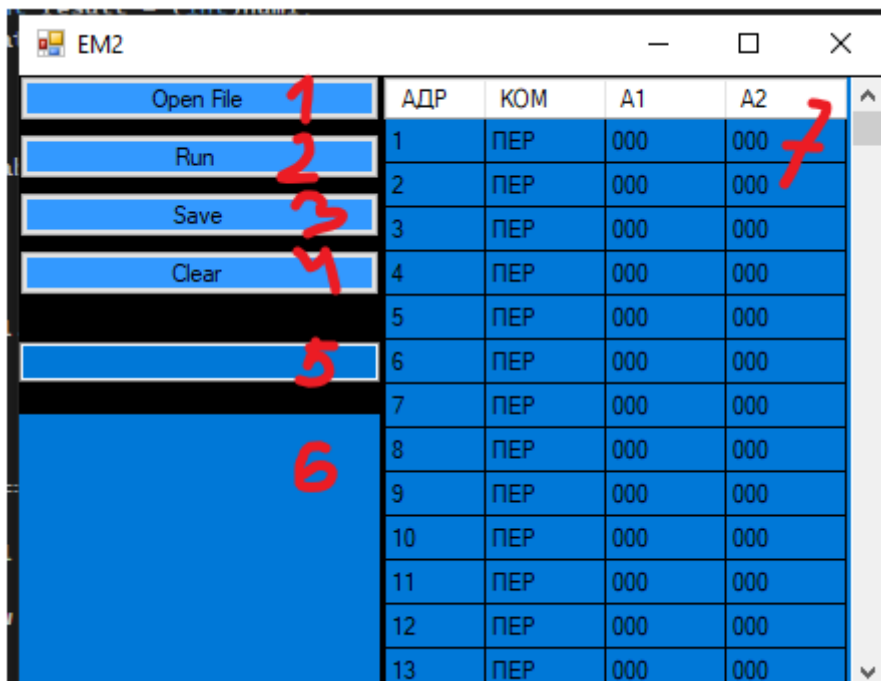 EM2
Open File 1
Run 2
Save 3
Clear 4
5
6
7
АДР КОМ А1 А2
1 ПЕР 000 000
2 ПЕР 000 000
3 ПЕР 000 000
4 ПЕР 000 000
5 ПЕР 000 000
6 ПЕР 000 000
7 ПЕР 000 000
8 ПЕР 000 000
9 ПЕР 000 000
10 ПЕР 000 000
11 ПЕР 000 000
12 ПЕР 000 000
13 ПЕР 000 000